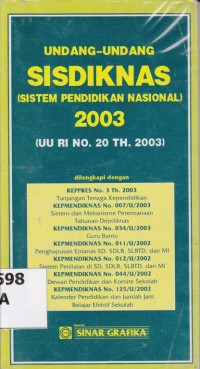 UNDANG-UNDANG
SISDIKNAS
(SISTEM PENDIDIKAN NASIONAL)
2003
(UU RI NO. 20 TH. 2003)
dilengkapi dengan
KEPPRES No. 3 Th. 2003
Tunjangan Tenaga Kependidikan
KEPMENDIKNAS No. 007/U/2003
Sistem dan Mekanisme Perencanaan
Tahunan Depdiknas
KEPMENDIKNAS No. 034/U/2003
Guru Bantu
KEPMENDIKNAS No. 011/U/2002
Penghapusan Ebtanas SD, SDLB, SLBTD, dan MI
KEPMENDIKNAS No. 012/U/2002
Sistem Penilaian di SD, SDLB, SLBTD, dan MI
KEPMENDIKNAS No. 044/U/2002
Dewan Pendidikan dan Komite Sekolah
KEPMENDIKNAS No. 125/U/2002
Kalender Pendidikan dan Jumlah Jam
Belajar Efektif Sekolah
598
A
SINAR GRAFIKA